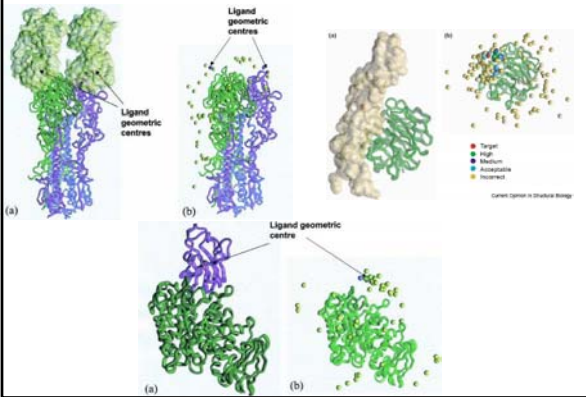 Ligand
geometric
centres
(a)
Ligand
geometric
centres
(b)
(a)
(b)
Target
High
Medium
Acceptable
Incorrect
Current Opinion in Structural Biology
Ligand geometric
centre
(a)
(b)